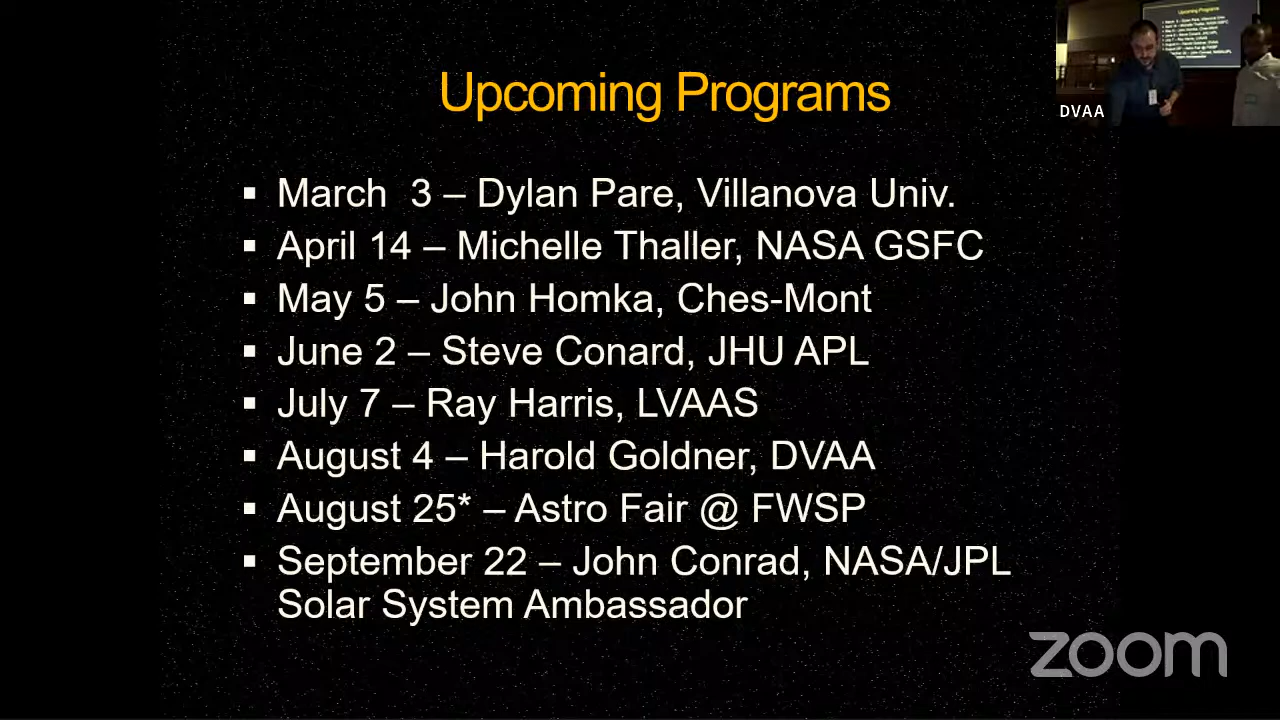 Upcoming Programs
DVAA
▪ March  3 – Dylan Pare, Villanova Univ.
▪ April 14 – Michelle Thaller, NASA GSFC
▪ May 5 – John Homka, Ches-Mont
▪ June 2 – Steve Conard, JHU APL
▪ July 7 – Ray Harris, LVAAS
▪ August 4 – Harold Goldner, DVAA
▪ August 25* – Astro Fair @ FWSP
▪ September 22 – John Conrad, NASA/JPL
Solar System Ambassador
zoom